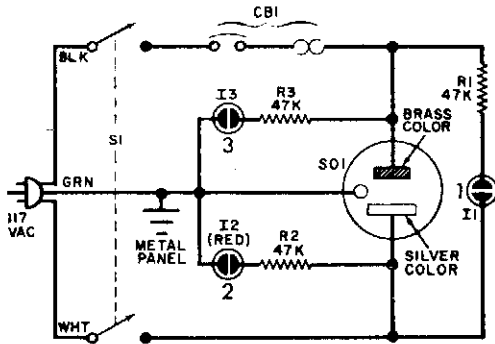 CB1
BLK
I3
R3
47K
R1
47K
BRASS
COLOR
3
S1
SO1
GRN
117
VAC
METAL
PANEL
I2
(RED)
R2
47K
1
I1
2
SILVER
COLOR
WHT